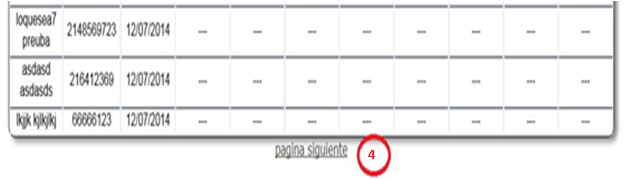 loquesea7 preuba 2148569723 12/07/2014 --- --- --- --- --- --- --- ---
asdasd asdasds 216412369 12/07/2014 --- --- --- --- --- --- --- ---
lkjjk kjlkjlkj 66666123 12/07/2014 --- --- --- --- --- --- --- ---
pagina siguiente 4